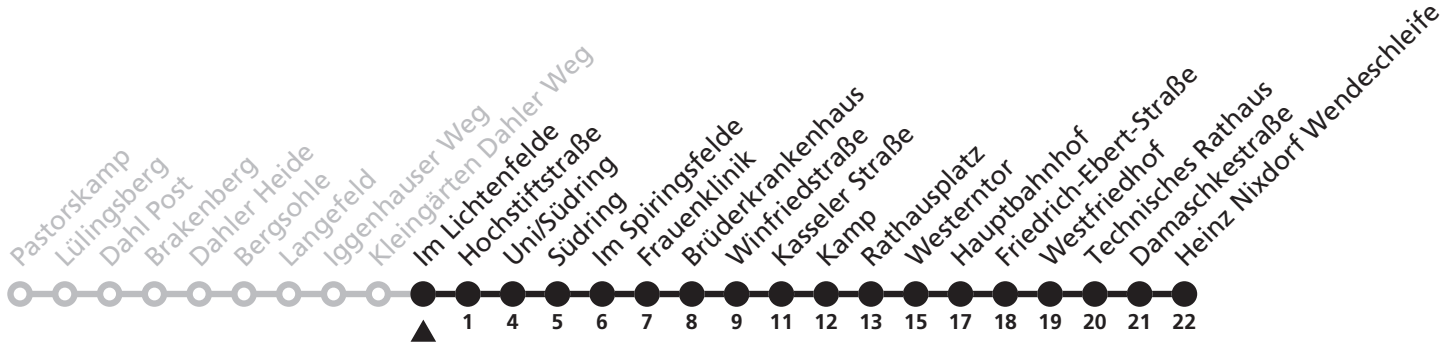 Pastorskamp
Lülingsberg
Dahl Post
Brakenberg
Dahler Heide
Bergsohle
Langefeld
Iggenhauser Weg
Kleingärten Dahler Weg
Im Lichtenfelde
Hochstiftstraße
Uni/Südring
Südring
Im Spiringsfelde
Frauenklinik
Brüderkrankenhaus
Winfriedstraße
Kasseler Straße
Kamp
Rathausplatz
Westerntor
Hauptbahnhof
Friedrich-Ebert-Straße
Westfriedhof
Technisches Rathaus
Damaschkestraße
Heinz Nixdorf Wendeschleife
1 4 5 6 7 8 9 11 12 13 15 17 18 19 20 21 22